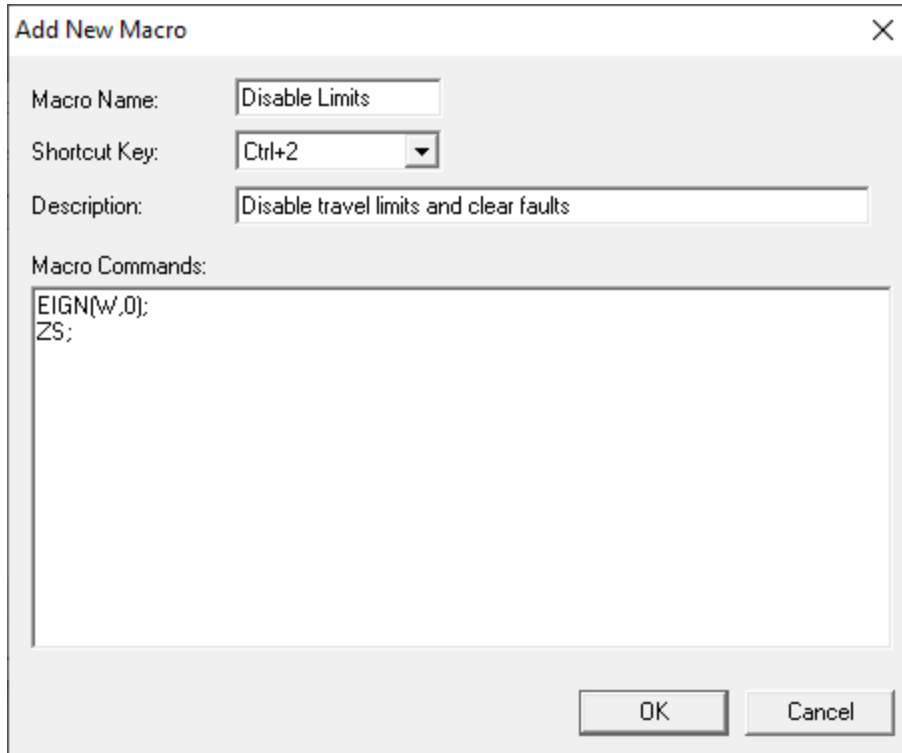 Add New Macro
Macro Name: Disable Limits
Shortcut Key: Ctrl+2
Description: Disable travel limits and clear faults
Macro Commands:
EIGN(W,0);
ZS;
OK Cancel